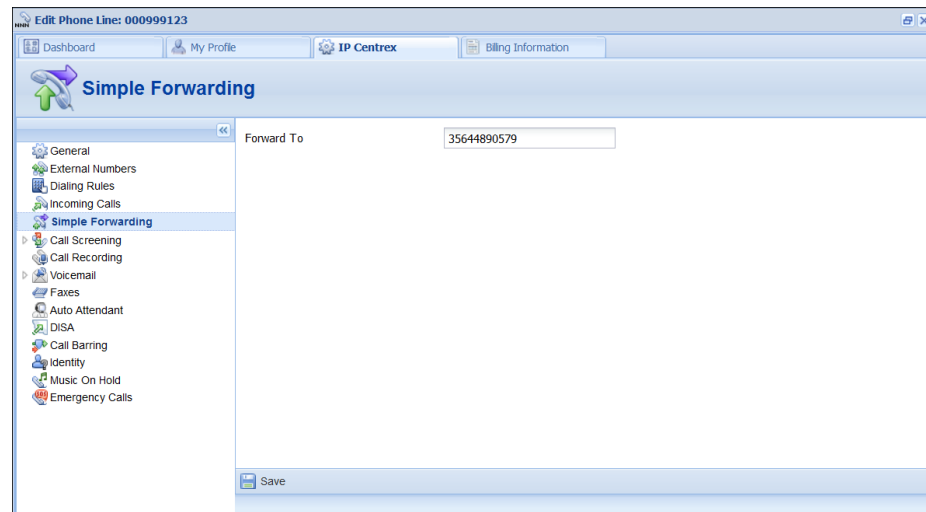 Edit Phone Line: 000999123
Dashboard My Profile IP Centrex Billing Information
Simple Forwarding
General
External Numbers
Dialing Rules
Incoming Calls
Simple Forwarding
Call Screening
Call Recording
Voicemail
Faxes
Auto Attendant
DISA
Call Barring
Identity
Music On Hold
Emergency Calls
Forward To 35644890579
Save